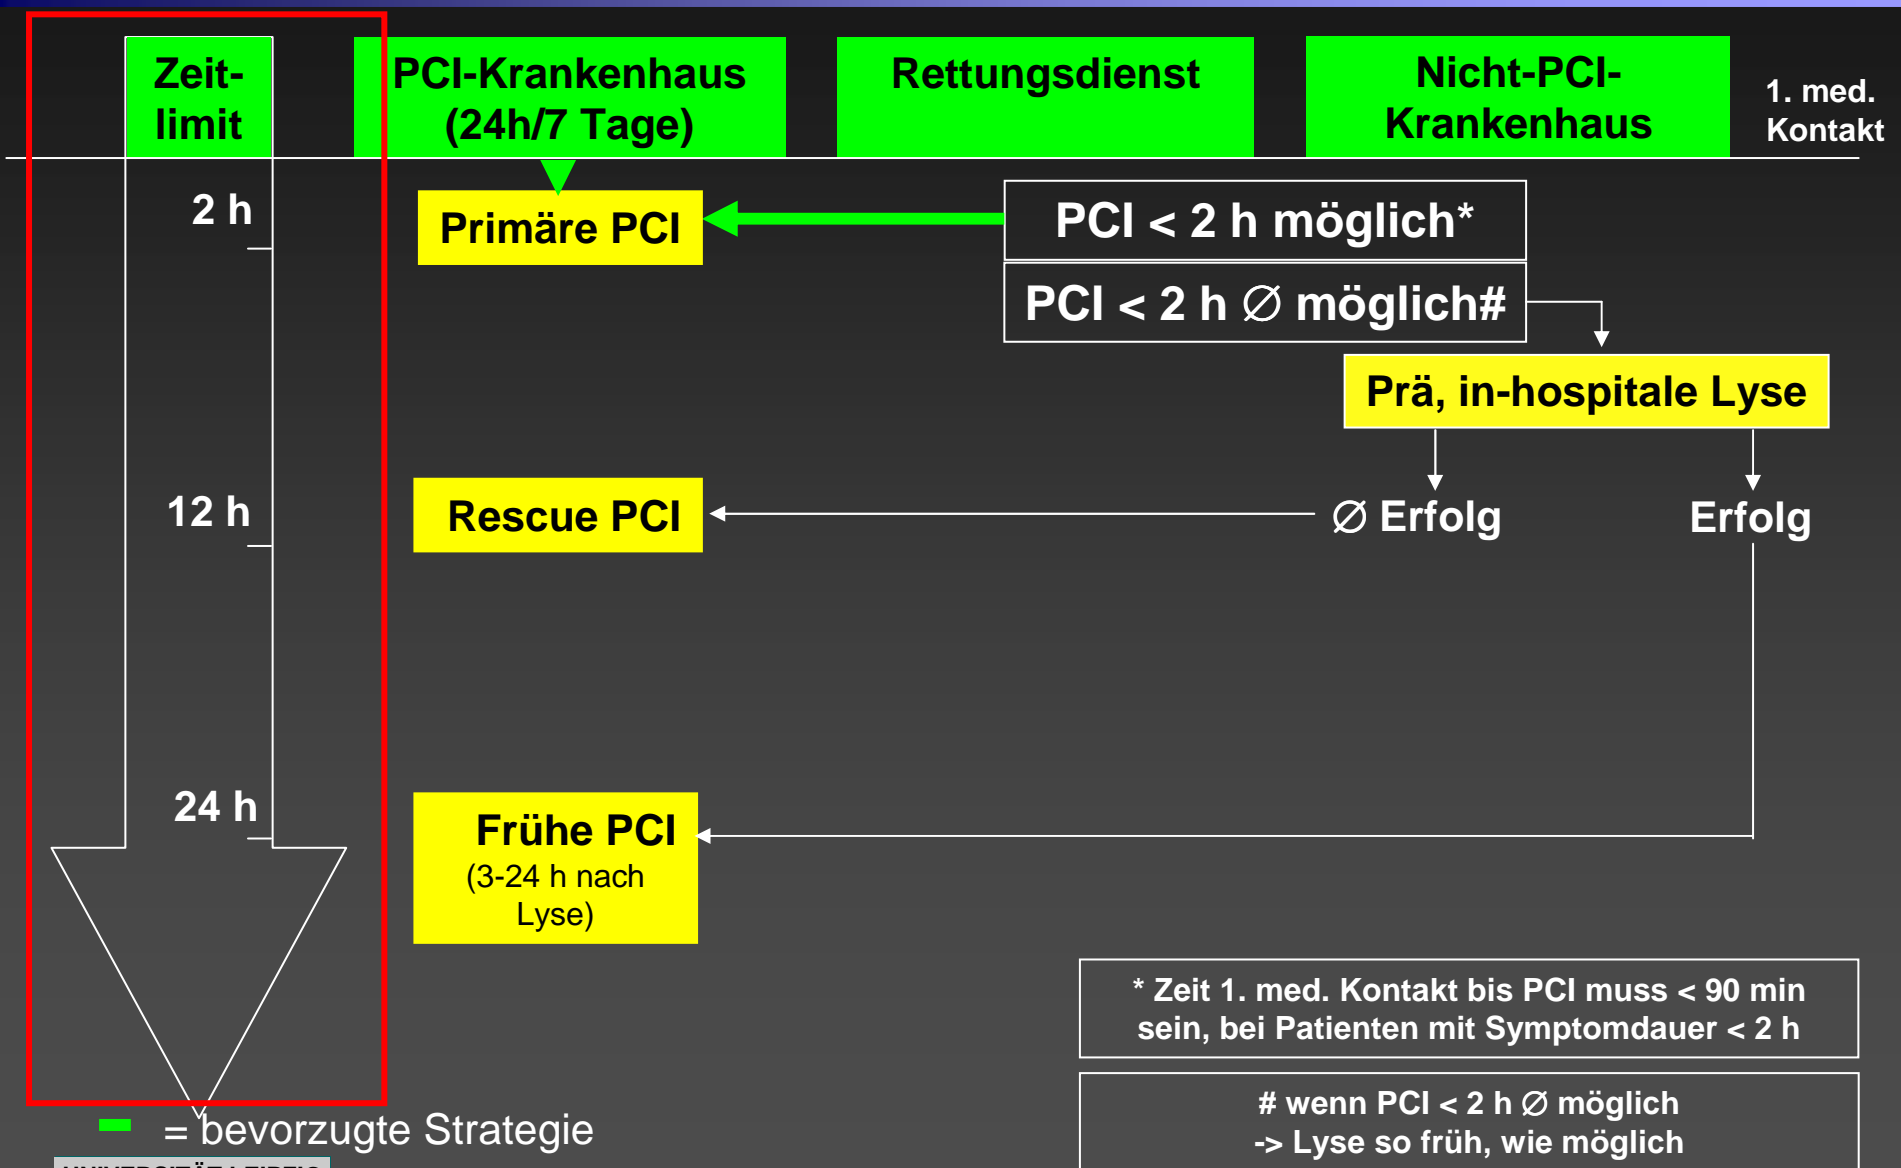 Zeit-
limit
PCI-Krankenhaus
(24h/7 Tage)
Rettungsdienst
Nicht-PCI-
Krankenhaus
1. med.
Kontakt
2 h
Primäre PCI
PCI < 2 h möglich*
PCI < 2 h ∅ möglich#
Prä, in-hospitale Lyse
12 h
Rescue PCI
∅ Erfolg
Erfolg
24 h
Frühe PCI
(3-24 h nach
Lyse)
* Zeit 1. med. Kontakt bis PCI muss < 90 min
sein, bei Patienten mit Symptomdauer < 2 h
# wenn PCI < 2 h ∅ möglich
-> Lyse so früh, wie möglich
= bevorzugte Strategie
UNIVERSITÄT LEIPZIG